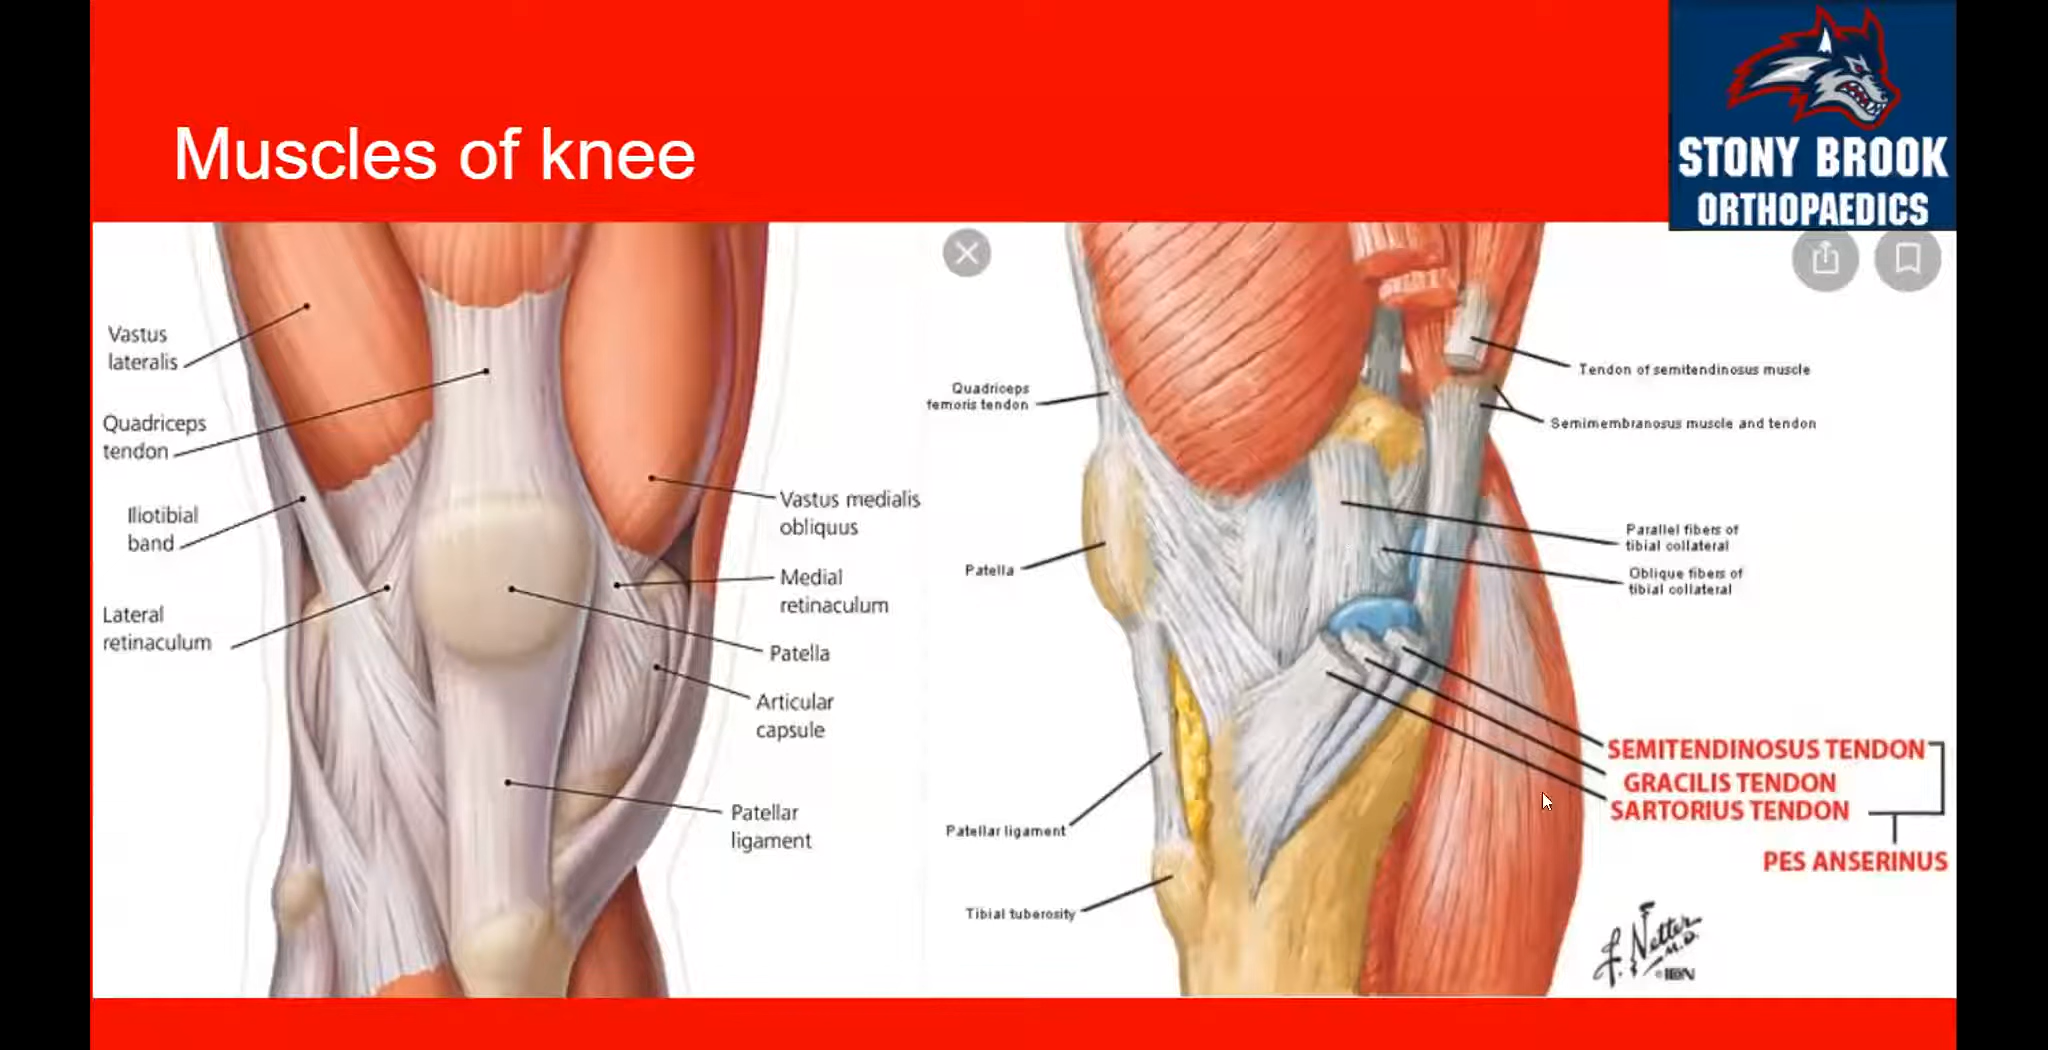 Muscles of knee
STONY BROOK
ORTHOPAEDICS
Vastus
lateralis
Quadriceps
tendon
Iliotibial
band
Lateral
retinaculum
Vastus medialis
obliquus
Medial
retinaculum
Patella
Articular
capsule
Patellar
ligament
Quadriceps
femoris tendon
Patella
Patellar ligament
Tibial tuberosity
Tendon of semitendinosus muscle
Semimembranosus muscle and tendon
Parallel fibers of
tibial collateral
Oblique fibers of
tibial collateral
SEMITENDINOSUS TENDON
GRACILIS TENDON
SARTORIUS TENDON
PES ANSERINUS
F. Netter
M.D.